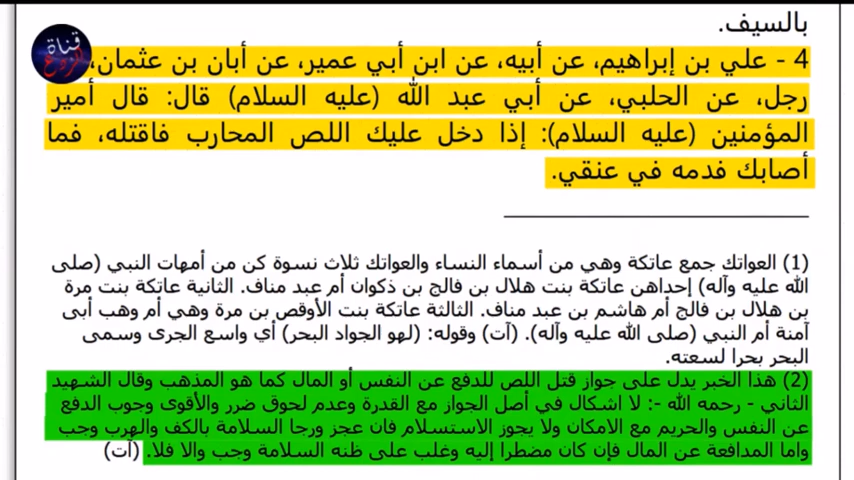 قناة
الردع
بالسيف.
4 - علي بن إبراهيم، عن أبيه، عن ابن أبي عمير، عن أبان بن عثمان،
رجل، عن الحلبي، عن أبي عبد الله (عليه السلام) قال: قال أمير
المؤمنين (عليه السلام): إذا دخل عليك اللص المحارب فاقتله، فما
أصابك فدمه في عنقي.
(1) العواتك جمع عاتكة وهي من أسماء النساء والعواتك ثلاث نسوة كن من أمهات النبي (صلى
الله عليه وآله) إحداهن عاتكة بنت هلال بن فالج بن ذكوان أم عبد مناف. الثانية عاتكة بنت مرة
بن هلال بن فالج أم هاشم بن عبد مناف. الثالثة عاتكة بنت الأوقص بن مرة وهي أم وهب أبى
آمنة أم النبي (صلى الله عليه وآله). (آت) وقوله: (لهو الجواد البحر) أي واسع الجرى وسمى
البحر بحرا لسعته.
(2) هذا الخبر يدل على جواز قتل اللص للدفع عن النفس أو المال كما هو المذهب وقال الشهيد
الثاني - رحمه الله -: لا اشكال في أصل الجواز مع القدرة وعدم لحوق ضرر والأقوى وجوب الدفع
عن النفس والحريم مع الامكان ولا يجوز الاستسلام فان عجز ورجا السلامة بالكف والهرب وجب
واما المدافعة عن المال فإن كان مضطرا إليه وغلب على ظنه السلامة وجب والا فلا. (آت)